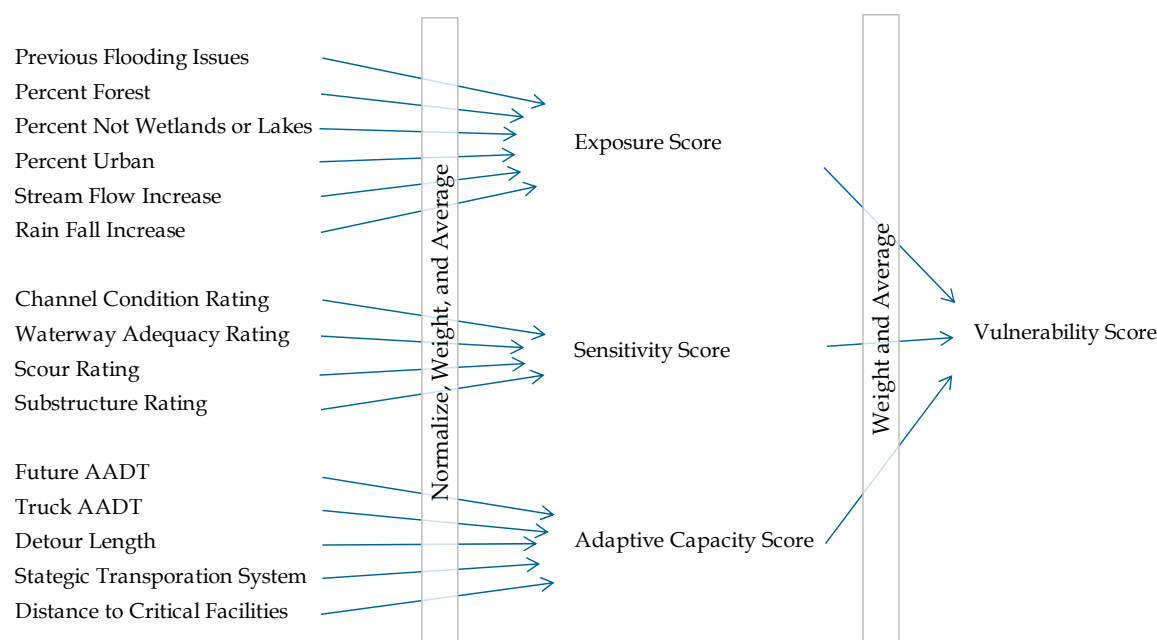 Previous Flooding Issues
Percent Forest
Percent Not Wetlands or Lakes
Percent Urban
Stream Flow Increase
Rain Fall Increase
Channel Condition Rating
Waterway Adequacy Rating
Scour Rating
Substructure Rating
Future AADT
Truck AADT
Detour Length
Stategic Transporation System
Distance to Critical Facilities
Normalize, Weight, and Average
Exposure Score
Sensitivity Score
Adaptive Capacity Score
Weight and Average
Vulnerability Score